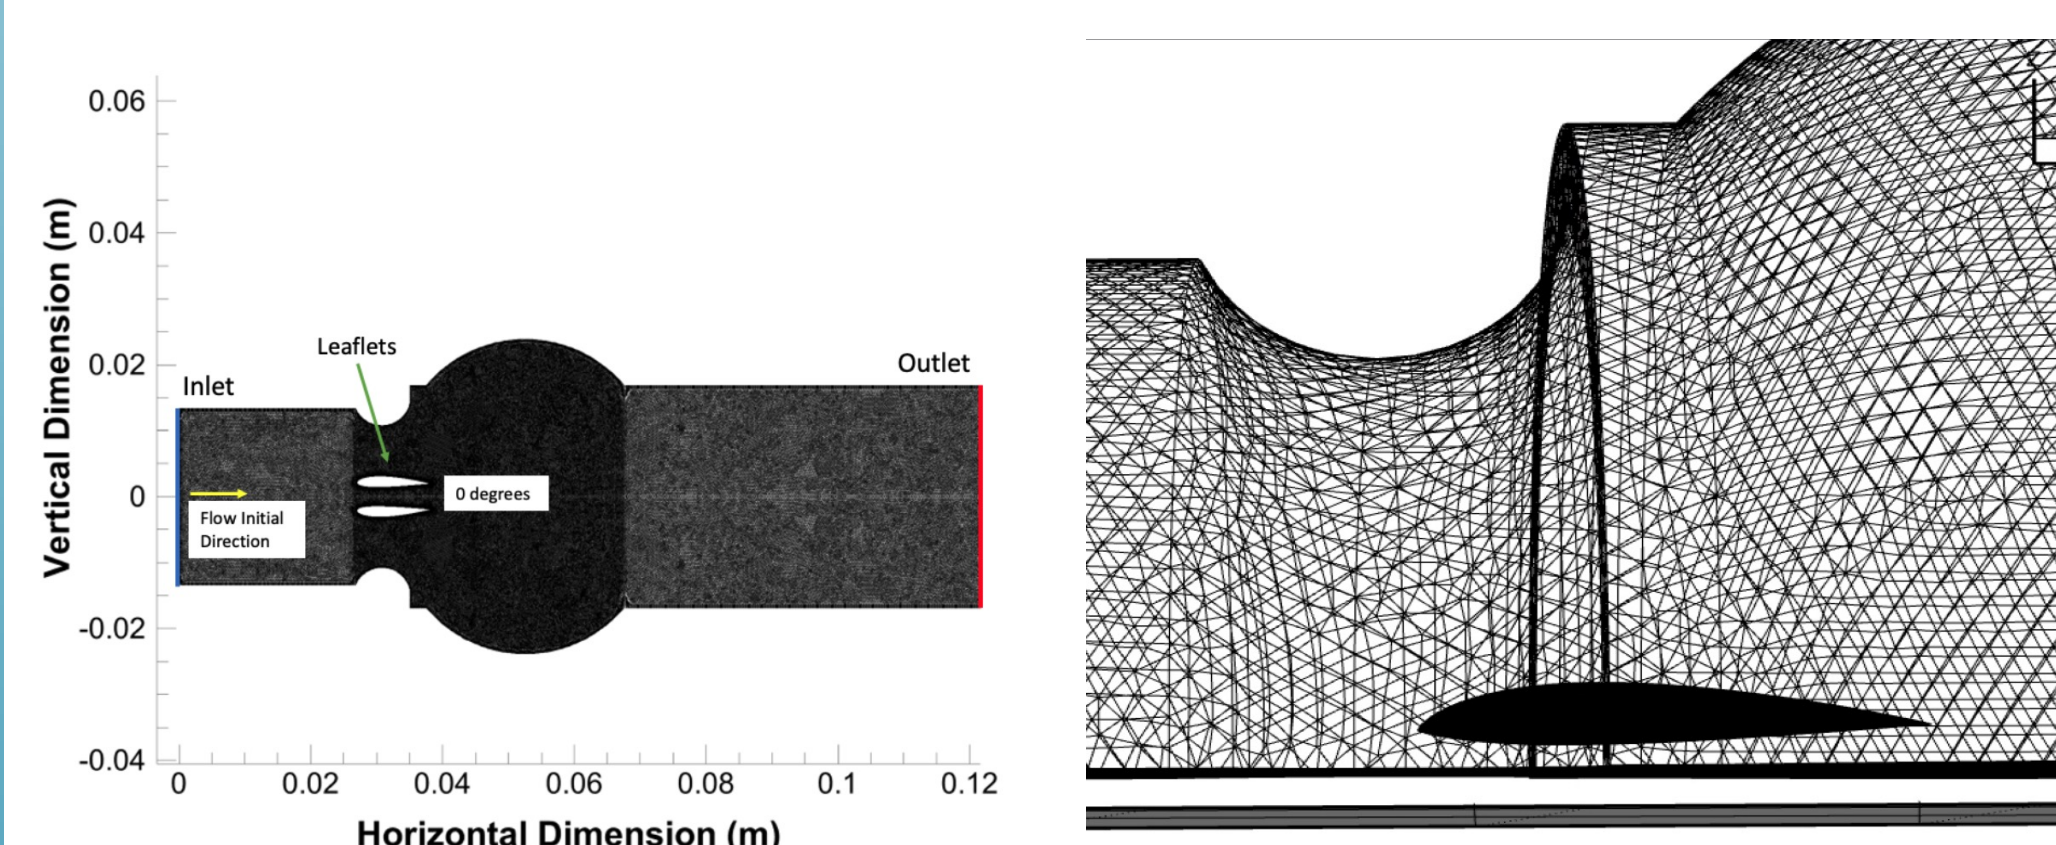 0.06
0.04
0.02
0
-0.02
-0.04
Vertical Dimension (m)
Leaflets
Inlet
Outlet
0 degrees
Flow Initial
Direction
0 0.02 0.04 0.06 0.08 0.1 0.12
Horizontal Dimension (m)